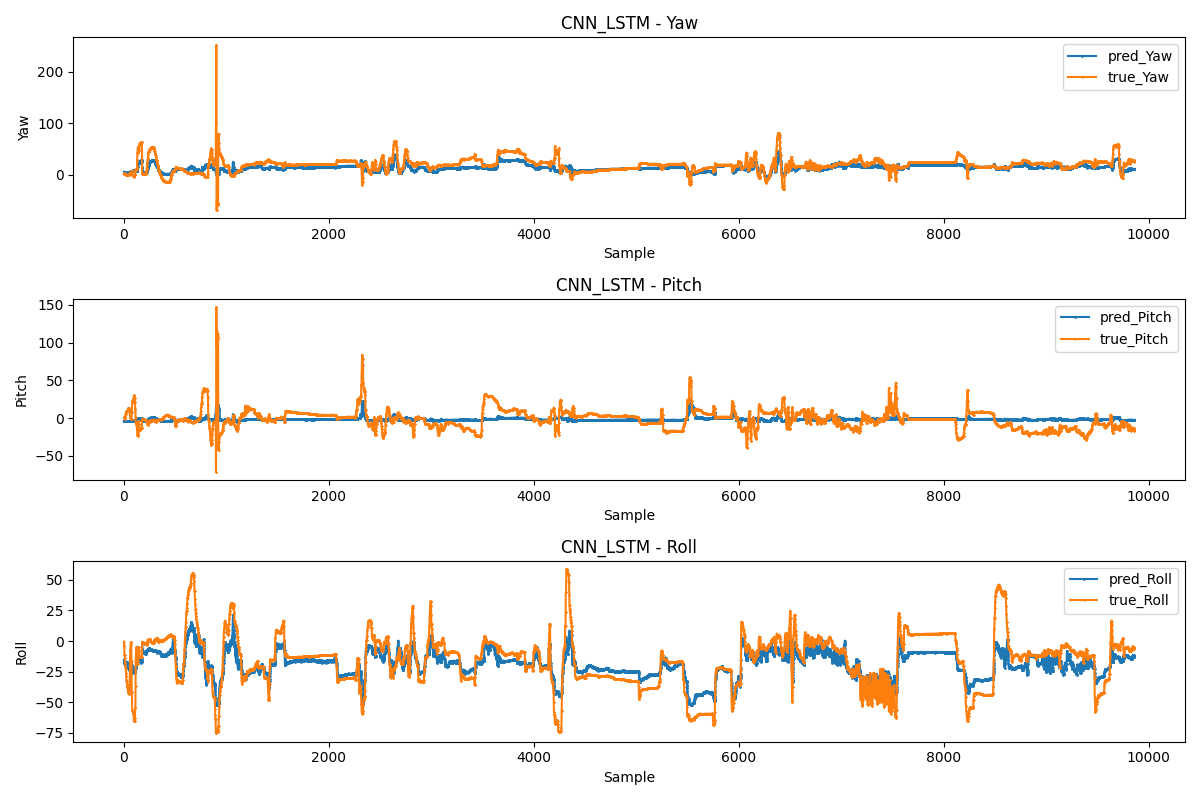 CNN_LSTM - Yaw
200
100
0
Yaw
pred_Yaw
true_Yaw
0 2000 4000 6000 8000 10000
Sample
CNN_LSTM - Pitch
150
100
50
0
−50
Pitch
pred_Pitch
true_Pitch
0 2000 4000 6000 8000 10000
Sample
CNN_LSTM - Roll
50
25
0
−25
−50
−75
Roll
pred_Roll
true_Roll
0 2000 4000 6000 8000 10000
Sample